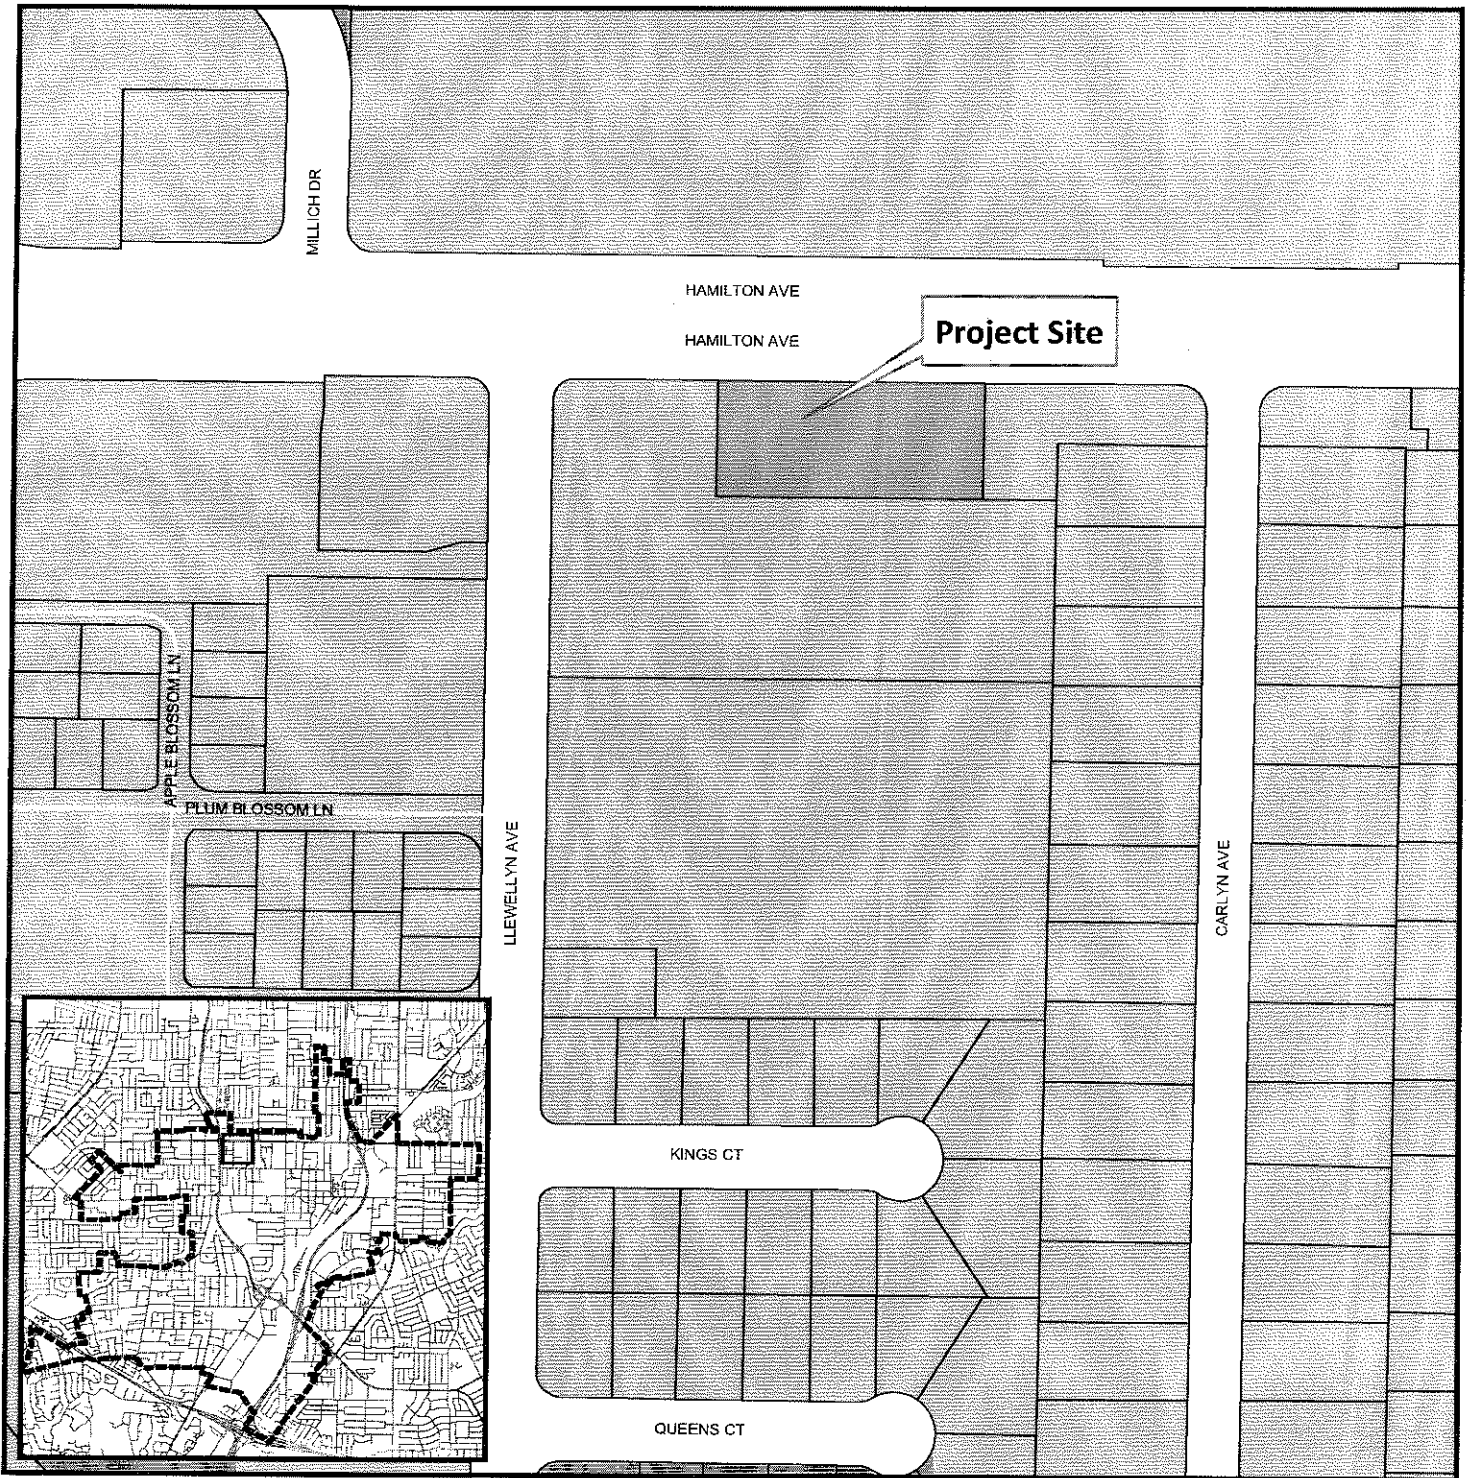 MILLICH DR
HAMILTON AVE
HAMILTON AVE
Project Site
APPLE BLOSSOM LN
PLUM BLOSSOM LN
LLEWELLYN AVE
CARLYN AVE
KINGS CT
QUEENS CT